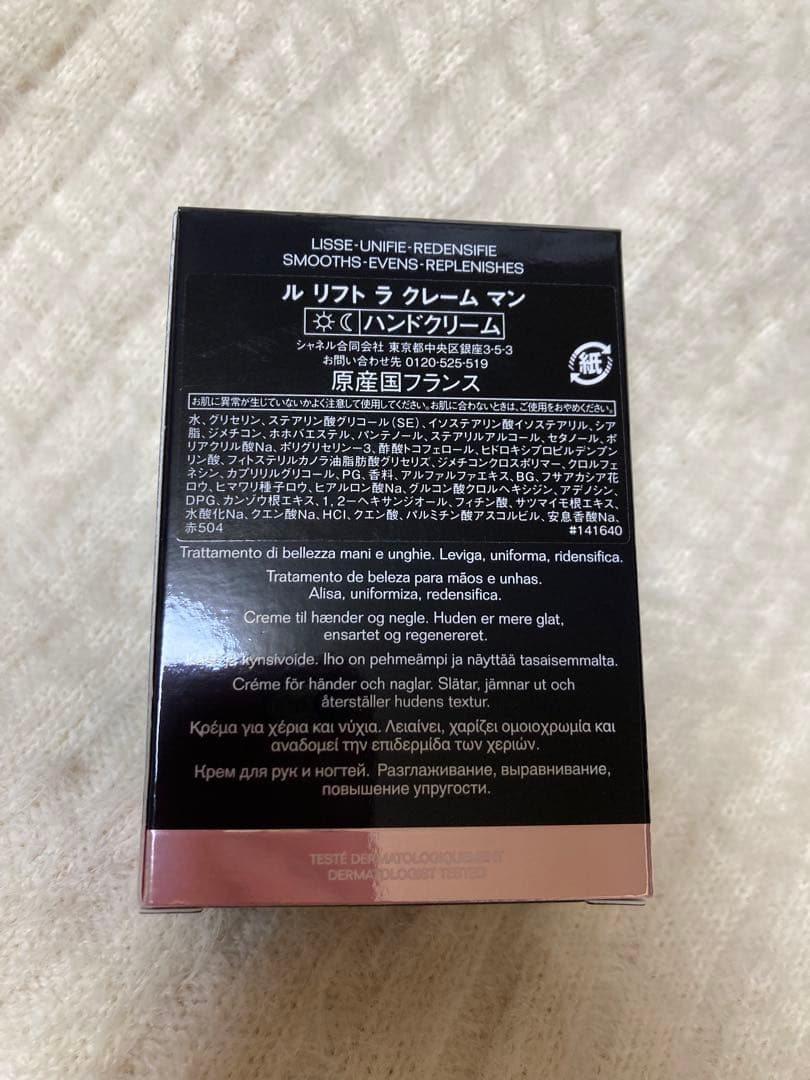 LISSE-UNIFIE-REDENSIFIE
SMOOTHS-EVENS-REPLENISHES
ル リフト ラ クレーム マン
ハンドクリーム
シャネル合同会社 東京都中央区銀座3-5-3
お問い合わせ先 0120-525-519
原産国フランス
紙
お肌に異常が生じていないかよく注意して使用してください。お肌に合わないときは、ご使用をおやめください。
水、グリセリン、ステアリン酸グリコール(SE)、イソステアリン酸イソステアリル、シア
脂、ジメチコン、ホホバエステル、パンテノール、ステアリルアルコール、セタノール、ポ
リアクリル酸Na、ポリグリセリン-3、酢酸トコフェロール、ヒドロキシプロピルデンプン
リン酸、フィトステリルカノラ油脂肪酸グリセリズ、ジメチコンクロスポリマー、クロルフェ
ネシン、カプリリルグリコール、PG、香料、アルファルファエキス、BG、フサアカシア花
ロウ、ヒマワリ種子ロウ、ヒアルロン酸Na、グルコン酸クロルヘキシジン、アデノシン、
DPG、カンゾウ根エキス、1,2-ヘキサンジオール、フィチン酸、サツマイモ根エキス、
水酸化Na、クエン酸Na、HCl、クエン酸、パルミチン酸アスコルビル、安息香酸Na、
赤504 #141640
Trattamento di bellezza mani e unghie. Leviga, uniforma, ridensifica.
Tratamento de beleza para mãos e unhas.
Alisa, uniformiza, redensifica.
Creme til hænder og negle. Huden er mere glat,
ensartet og regenereret.
kynsivoide. Iho on pehmeämpi ja näyttää tasaisemmalta.
Créme för händer och naglar. Slätar, jämnar ut och
återställer hudens textur.
Κρέμα για χέρια και νύχια. Λειαίνει, χαρίζει ομοιοχρωμία και
αναδομεί την επιδερμίδα των χεριών.
Крем для рук и ногтей. Разглаживание, выравнивание,
повышение упругости.
TESTÉ DERMATOLOGIQUEMENT
DERMATOLOGIST TESTED